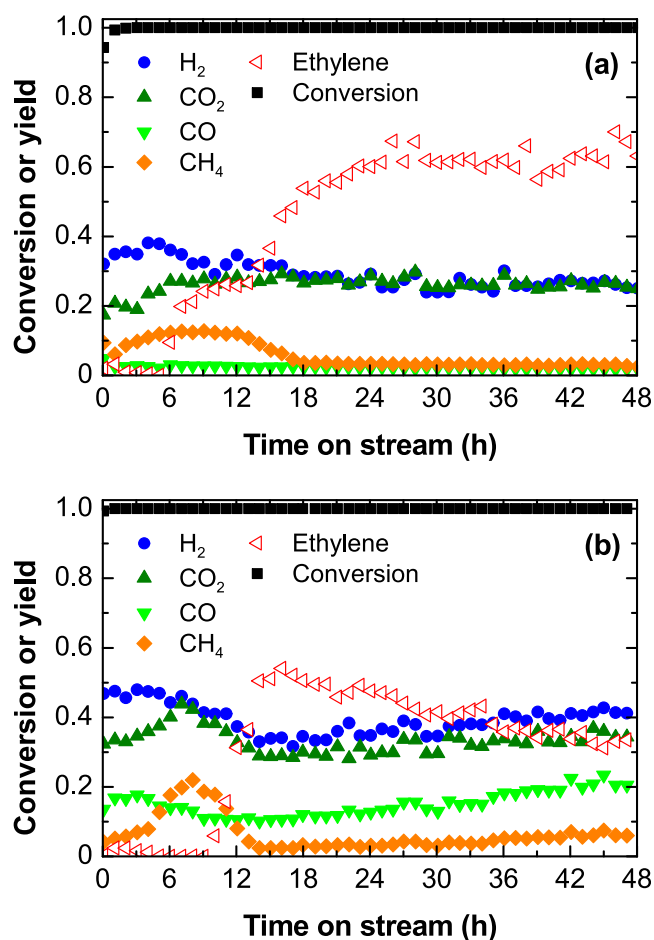 (a)
H₂
CO₂
CO
CH₄
Ethylene
Conversion
Conversion or yield
1.0
0.8
0.6
0.4
0.2
0
0 6 12 18 24 30 36 42 48
Time on stream (h)
(b)
H₂
CO₂
CO
CH₄
Ethylene
Conversion
Conversion or yield
1.0
0.8
0.6
0.4
0.2
0
0 6 12 18 24 30 36 42 48
Time on stream (h)